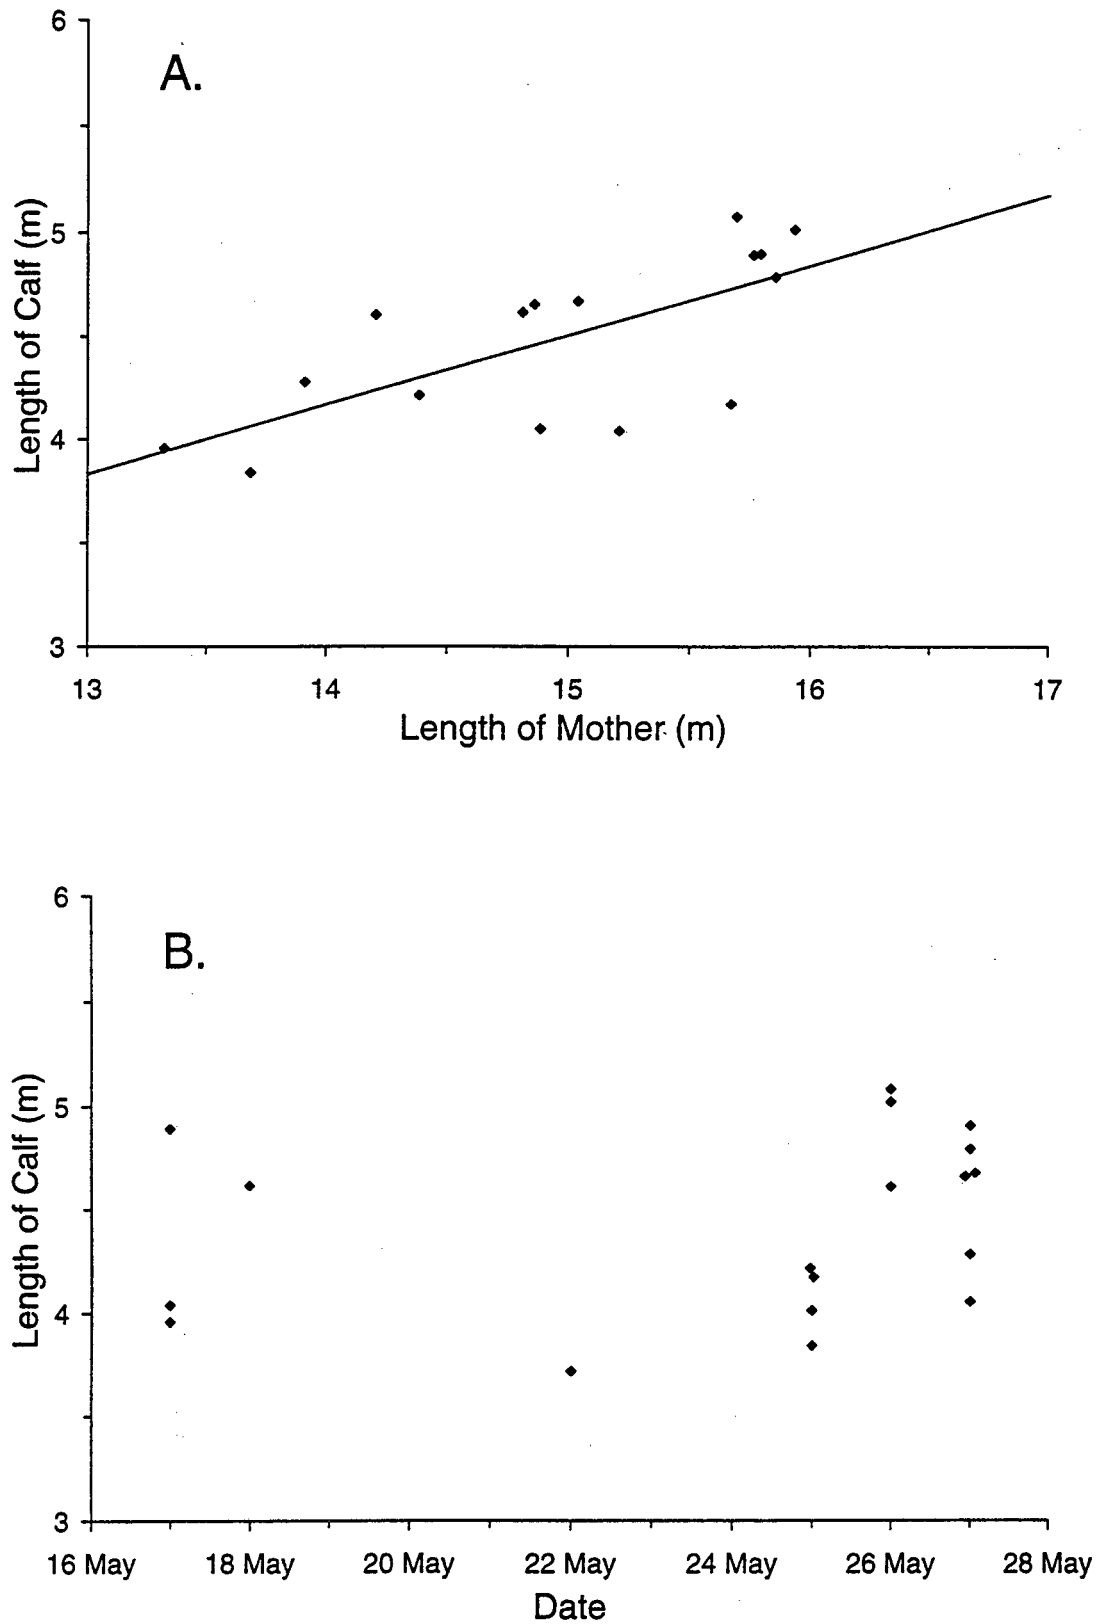 6
A.
5
4
3
Length of Calf (m)
13 14 15 16 17
Length of Mother (m)
6
B.
5
4
3
Length of Calf (m)
16 May 18 May 20 May 22 May 24 May 26 May 28 May
Date